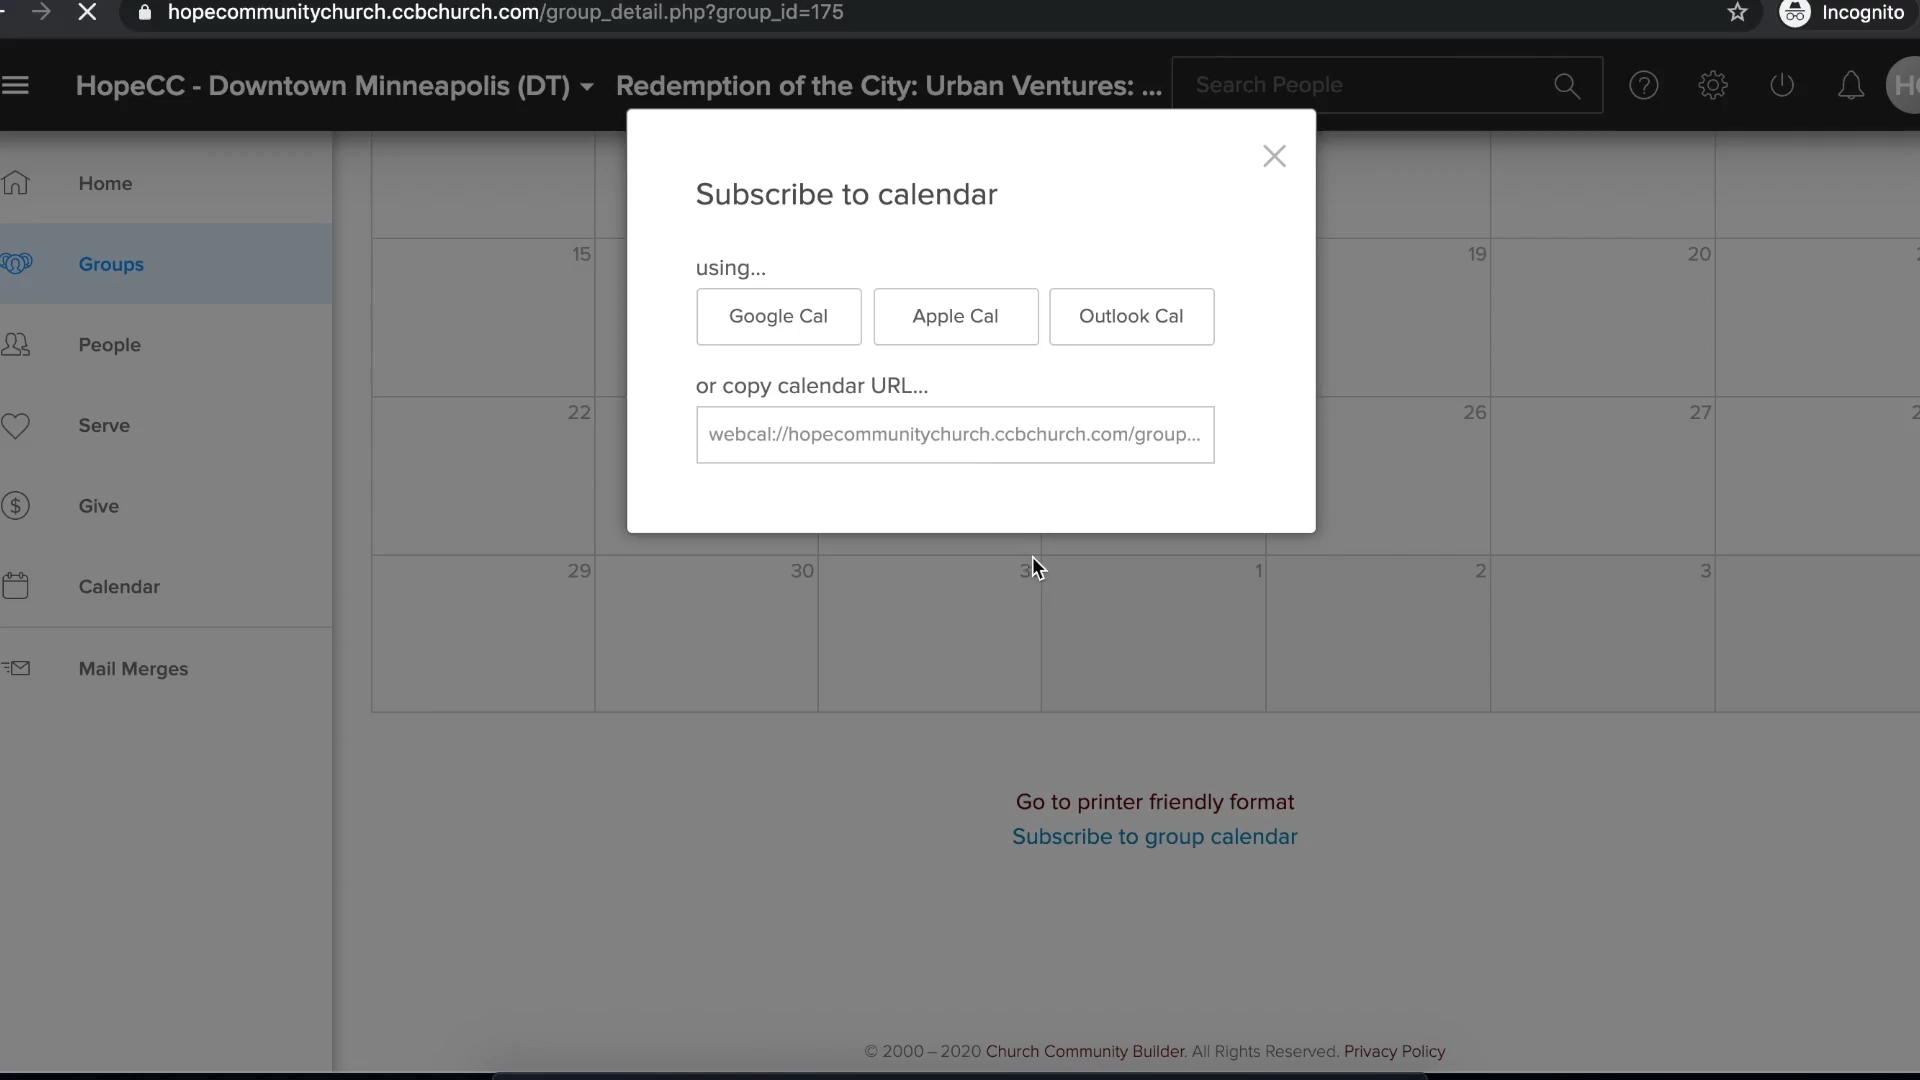 hopecommunitychurch.ccbchurch.com/group_detail.php?group_id=175
Incognito
HopeCC - Downtown Minneapolis (DT)
Redemption of the City: Urban Ventures: ...
Search People
Home
Groups
People
Serve
Give
Calendar
Mail Merges
Subscribe to calendar
using...
Google Cal Apple Cal Outlook Cal
or copy calendar URL...
webcal://hopecommunitychurch.ccbchurch.com/group...
15 19 20
22 26 27
29 30 1 2 3
Go to printer friendly format
Subscribe to group calendar
© 2000 – 2020 Church Community Builder. All Rights Reserved. Privacy Policy